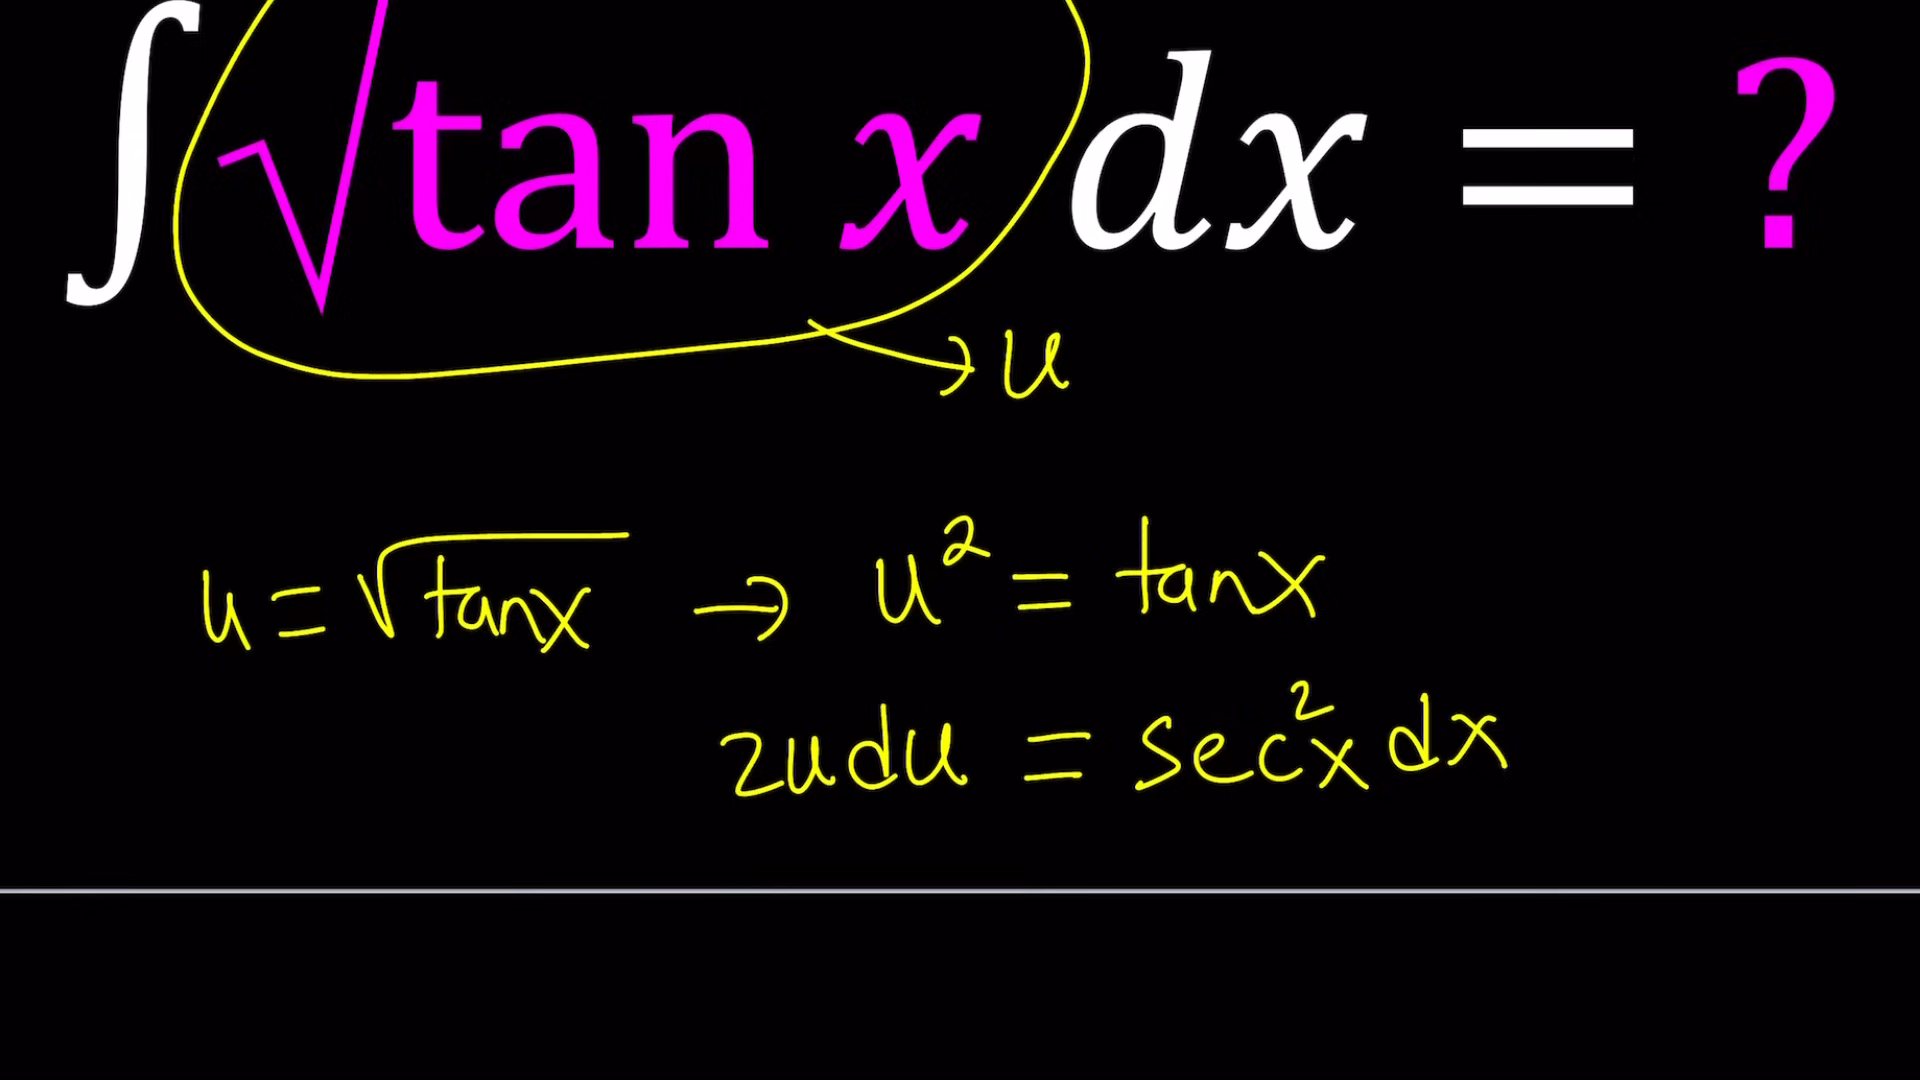 ∫√tan x dx = ?
→ u
u = √tanx → u² = tanx
2udu = sec²x dx